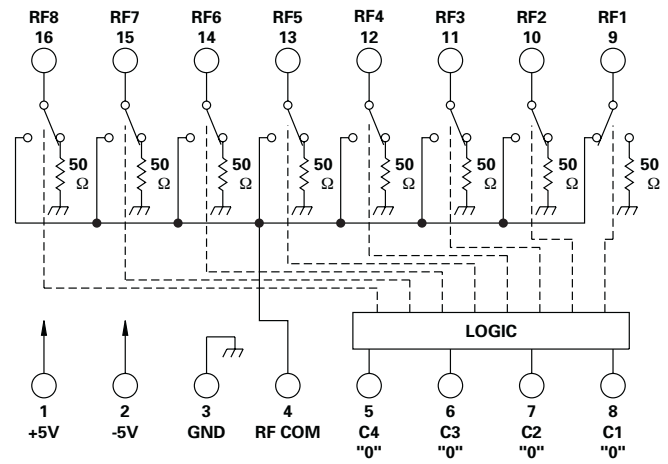 RF8 RF7 RF6 RF5 RF4 RF3 RF2 RF1
16 15 14 13 12 11 10 9
50 50 50 50 50 50 50 50
Ω Ω Ω Ω Ω Ω Ω Ω
LOGIC
1 2 3 4 5 6 7 8
+5V -5V GND RF COM C4 C3 C2 C1
"0" "0" "0" "0"